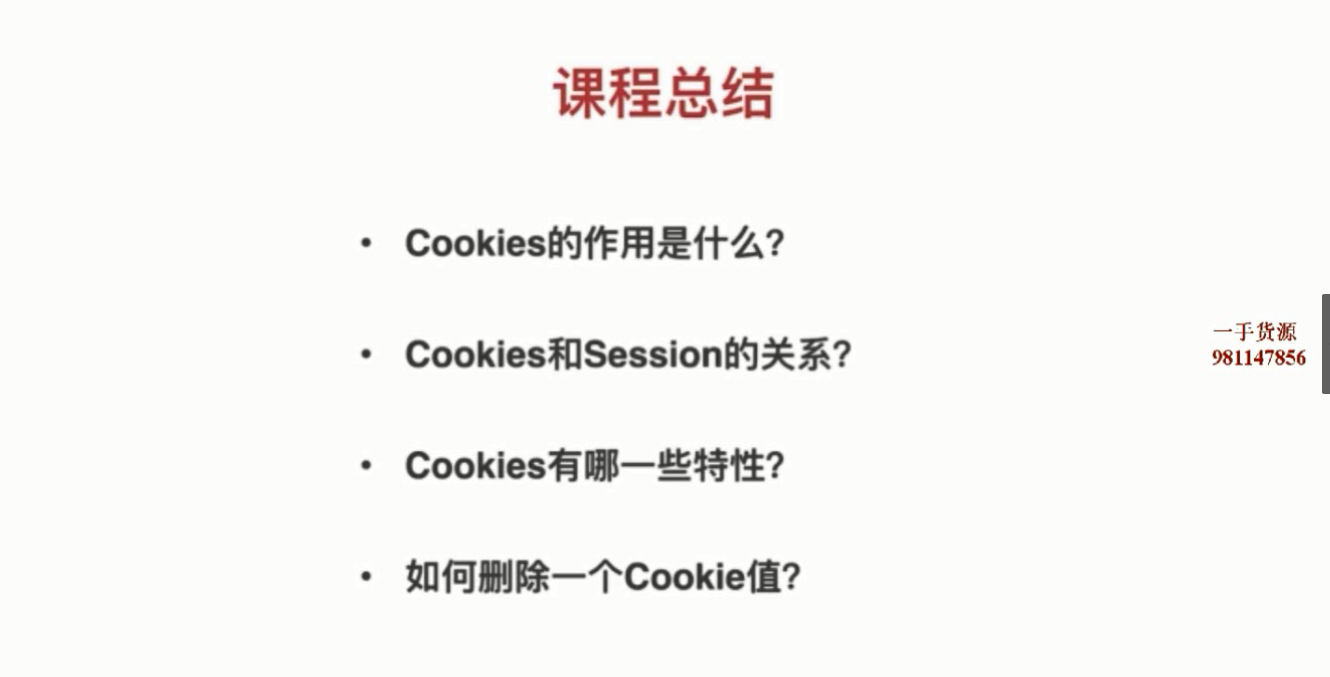 课程总结
• Cookies的作用是什么?
• Cookies和Session的关系?
一手货源
981147856
• Cookies有哪一些特性?
• 如何删除一个Cookie值?